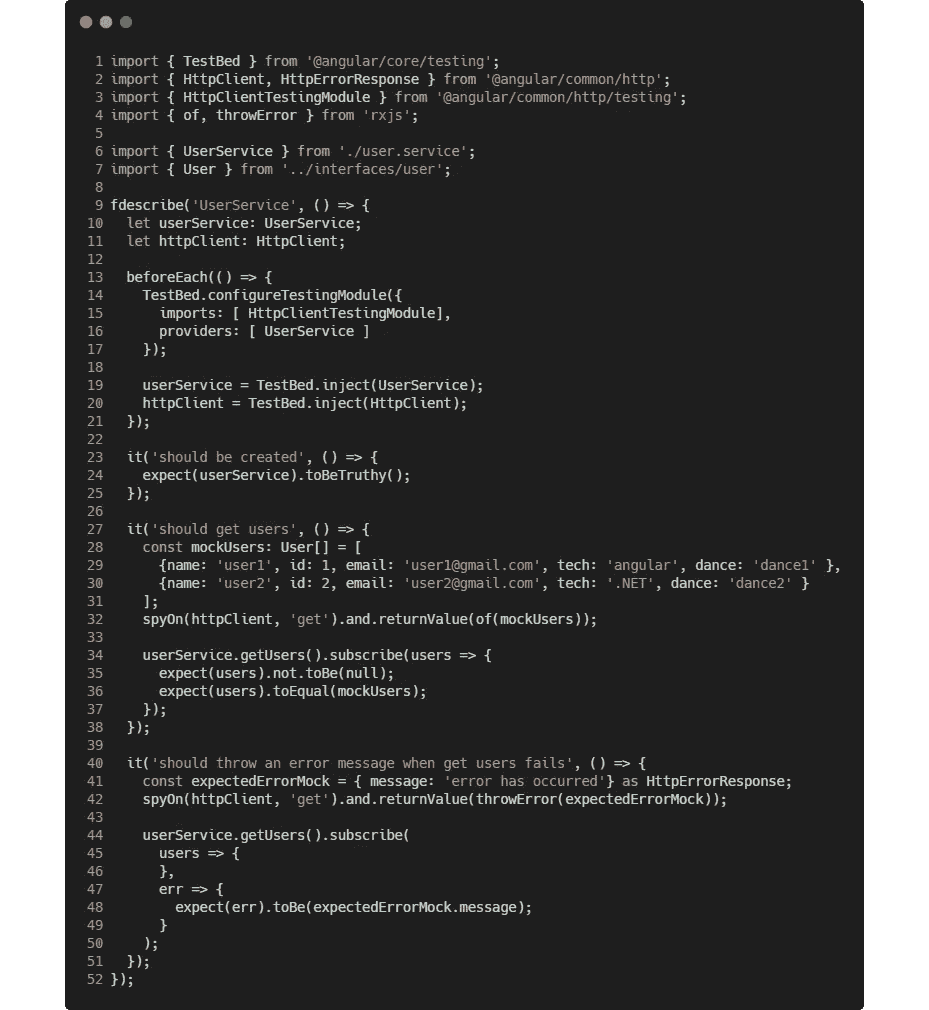 1 import { TestBed } from '@angular/core/testing';
2 import { HttpClient, HttpErrorResponse } from '@angular/common/http';
3 import { HttpClientTestingModule } from '@angular/common/http/testing';
4 import { of, throwError } from 'rxjs';
5
6 import { UserService } from './user.service';
7 import { User } from '../interfaces/user';
8
9 fdescribe('UserService', () => {
10   let userService: UserService;
11   let httpClient: HttpClient;
12
13   beforeEach(() => {
14     TestBed.configureTestingModule({
15       imports: [ HttpClientTestingModule],
16       providers: [ UserService ]
17     });
18
19     userService = TestBed.inject(UserService);
20     httpClient = TestBed.inject(HttpClient);
21   });
22
23   it('should be created', () => {
24     expect(userService).toBeTruthy();
25   });
26
27   it('should get users', () => {
28     const mockUsers: User[] = [
29       {name: 'user1', id: 1, email: 'user1@gmail.com', tech: 'angular', dance: 'dance1' },
30       {name: 'user2', id: 2, email: 'user2@gmail.com', tech: '.NET', dance: 'dance2' }
31     ];
32     spyOn(httpClient, 'get').and.returnValue(of(mockUsers));
33
34     userService.getUsers().subscribe(users => {
35       expect(users).not.toBe(null);
36       expect(users).toEqual(mockUsers);
37     });
38   });
39
40   it('should throw an error message when get users fails', () => {
41     const expectedErrorMock = { message: 'error has occurred'} as HttpErrorResponse;
42     spyOn(httpClient, 'get').and.returnValue(throwError(expectedErrorMock));
43
44     userService.getUsers().subscribe(
45       users => {
46       },
47       err => {
48         expect(err).toBe(expectedErrorMock.message);
49       }
50     );
51   });
52 });